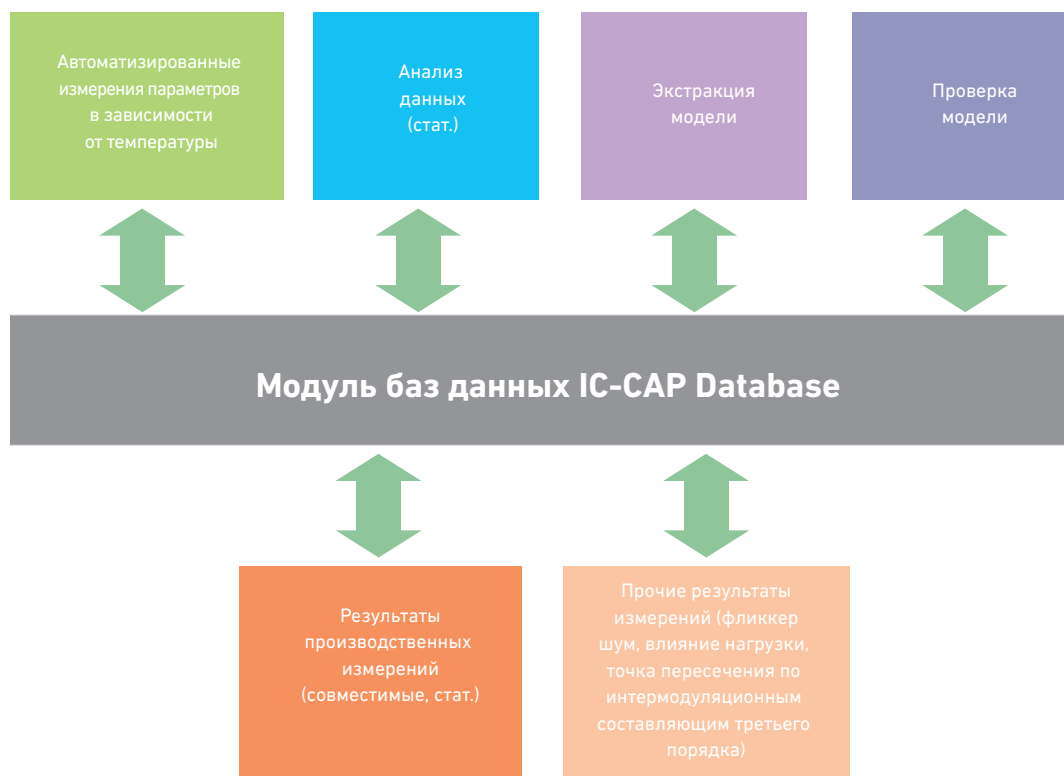 Автоматизированные
измерения параметров
в зависимости
от температуры
Анализ
данных
(стат.)
Экстракция
модели
Проверка
модели
Модуль баз данных IC-CAP Database
Результаты
производственных
измерений
(совместимые, стат.)
Прочие результаты
измерений (фликкер
шум, влияние нагрузки,
точка пересечения по
интермодуляционным
составляющим третьего
порядка)